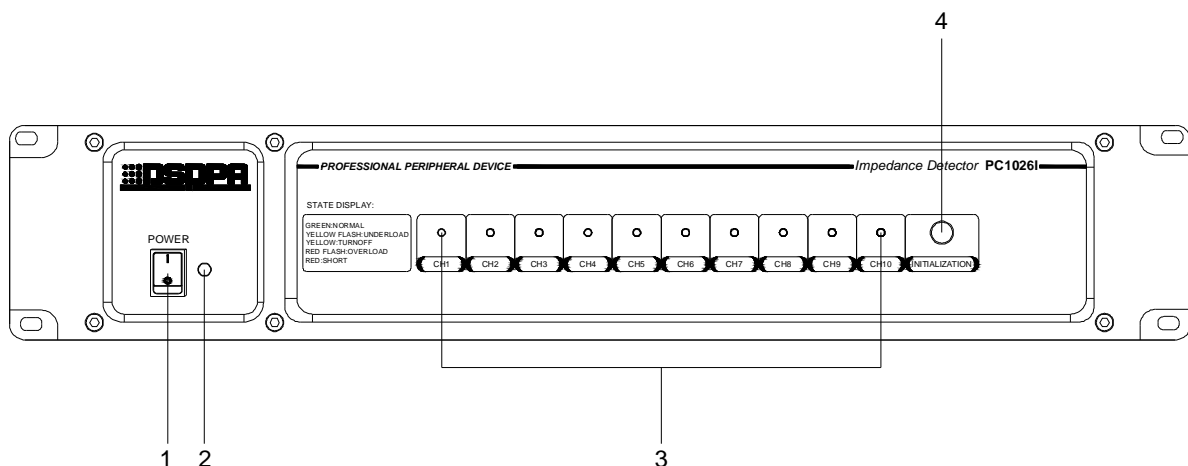 4
DSPPA
PROFESSIONAL PERIPHERAL DEVICE
Impedance Detector PC1026I
STATE DISPLAY:
GREEN:NORMAL
YELLOW FLASH:UNDERLOAD
YELLOW:TURNOFF
RED FLASH:OVERLOAD
RED:SHORT
POWER
CH1 CH2 CH3 CH4 CH5 CH6 CH7 CH8 CH9 CH10 INITIALIZATION
1 2 3